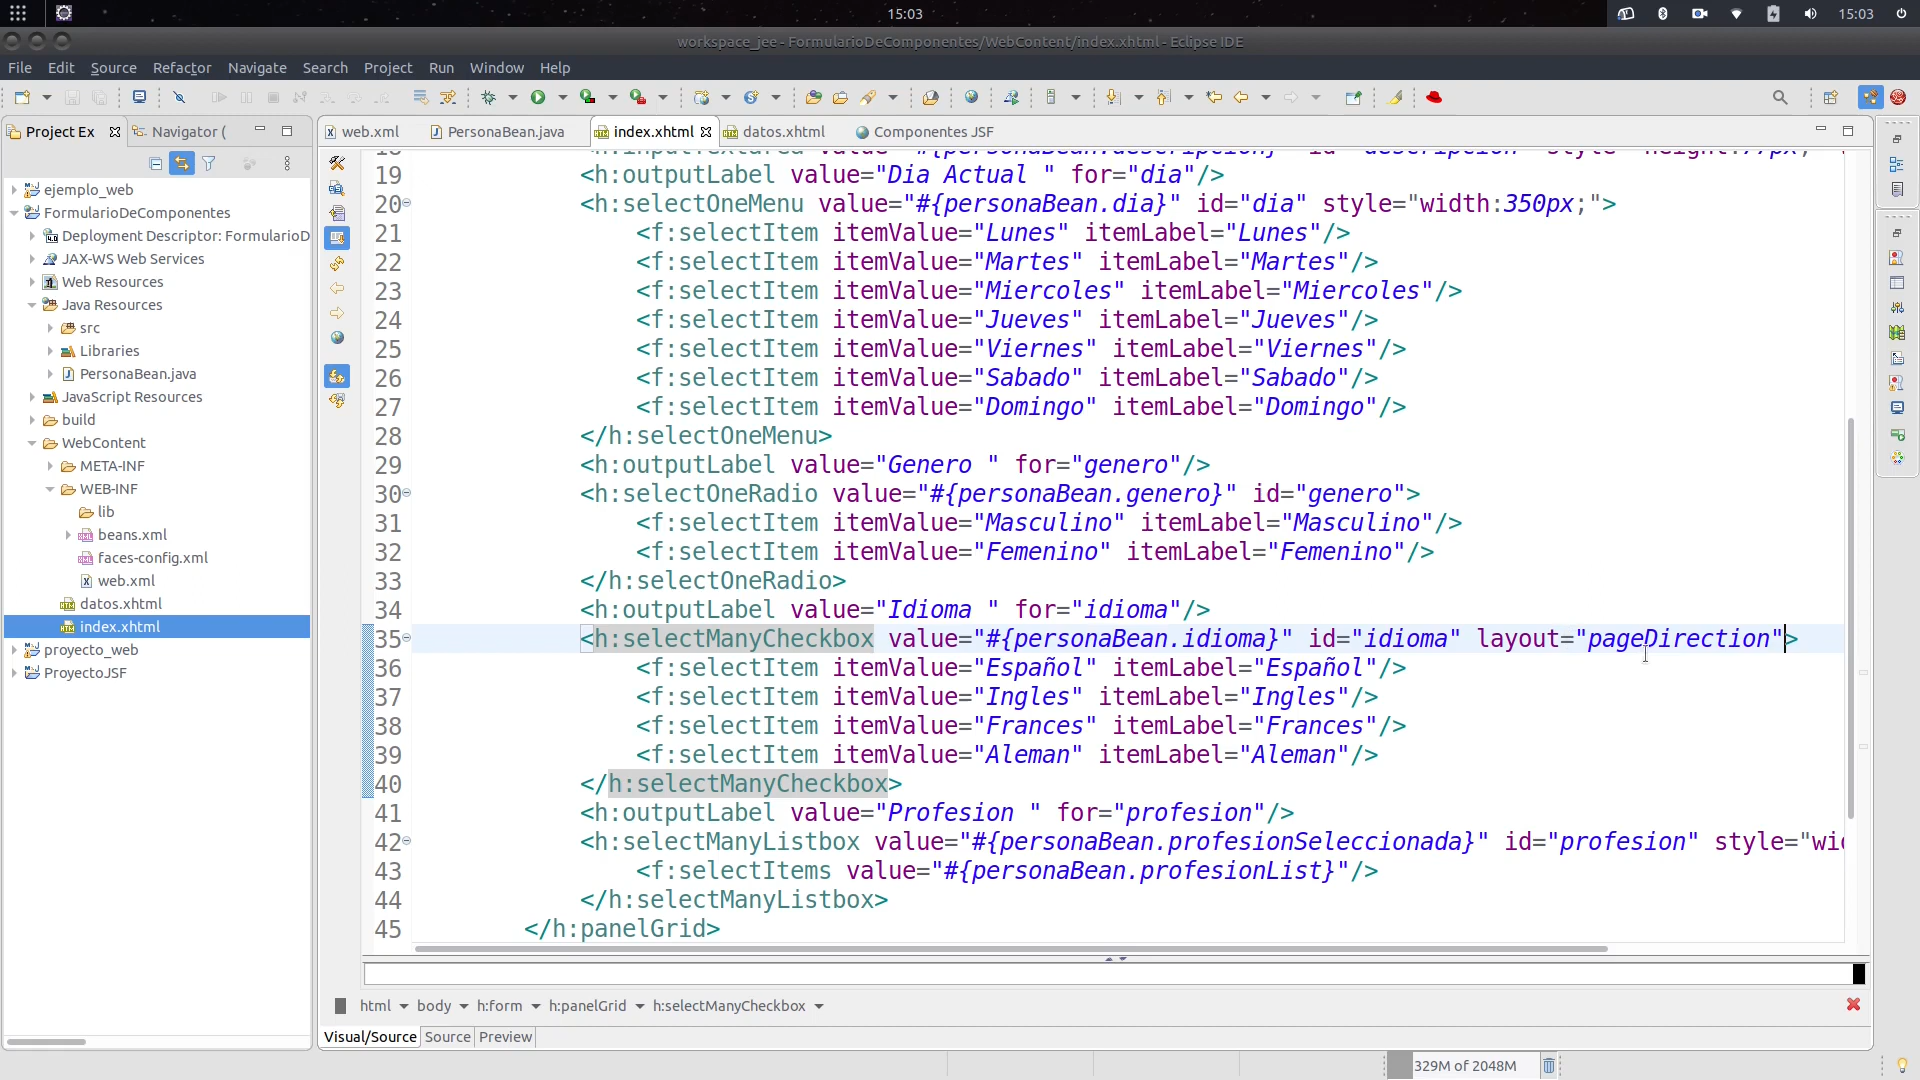 15:03
15:03
workspace_jee - FormularioDeComponentes/WebContent/index.xhtml - Eclipse IDE
File Edit Source Refactor Navigate Search Project Run Window Help
Project Ex
Navigator (
web.xml
PersonaBean.java
index.xhtml
datos.xhtml
Componentes JSF
ejemplo_web
FormularioDeComponentes
Deployment Descriptor: FormularioD
JAX-WS Web Services
Web Resources
Java Resources
src
Libraries
PersonaBean.java
JavaScript Resources
build
WebContent
META-INF
WEB-INF
lib
beans.xml
faces-config.xml
web.xml
datos.xhtml
index.xhtml
proyecto_web
ProyectoJSF
19 <h:outputLabel value="Dia Actual " for="dia"/>
20 <h:selectOneMenu value="#{personaBean.dia}" id="dia" style="width:350px;">
21 <f:selectItem itemValue="Lunes" itemLabel="Lunes"/>
22 <f:selectItem itemValue="Martes" itemLabel="Martes"/>
23 <f:selectItem itemValue="Miercoles" itemLabel="Miercoles"/>
24 <f:selectItem itemValue="Jueves" itemLabel="Jueves"/>
25 <f:selectItem itemValue="Viernes" itemLabel="Viernes"/>
26 <f:selectItem itemValue="Sabado" itemLabel="Sabado"/>
27 <f:selectItem itemValue="Domingo" itemLabel="Domingo"/>
28 </h:selectOneMenu>
29 <h:outputLabel value="Genero " for="genero"/>
30 <h:selectOneRadio value="#{personaBean.genero}" id="genero">
31 <f:selectItem itemValue="Masculino" itemLabel="Masculino"/>
32 <f:selectItem itemValue="Femenino" itemLabel="Femenino"/>
33 </h:selectOneRadio>
34 <h:outputLabel value="Idioma " for="idioma"/>
35 <h:selectManyCheckbox value="#{personaBean.idioma}" id="idioma" layout="pageDirection">
36 <f:selectItem itemValue="Español" itemLabel="Español"/>
37 <f:selectItem itemValue="Ingles" itemLabel="Ingles"/>
38 <f:selectItem itemValue="Frances" itemLabel="Frances"/>
39 <f:selectItem itemValue="Aleman" itemLabel="Aleman"/>
40 </h:selectManyCheckbox>
41 <h:outputLabel value="Profesion " for="profesion"/>
42 <h:selectManyListbox value="#{personaBean.profesionSeleccionada}" id="profesion" style="wi
43 <f:selectItems value="#{personaBean.profesionList}"/>
44 </h:selectManyListbox>
45 </h:panelGrid>
html body h:form h:panelGrid h:selectManyCheckbox
Visual/Source Source Preview
329M of 2048M